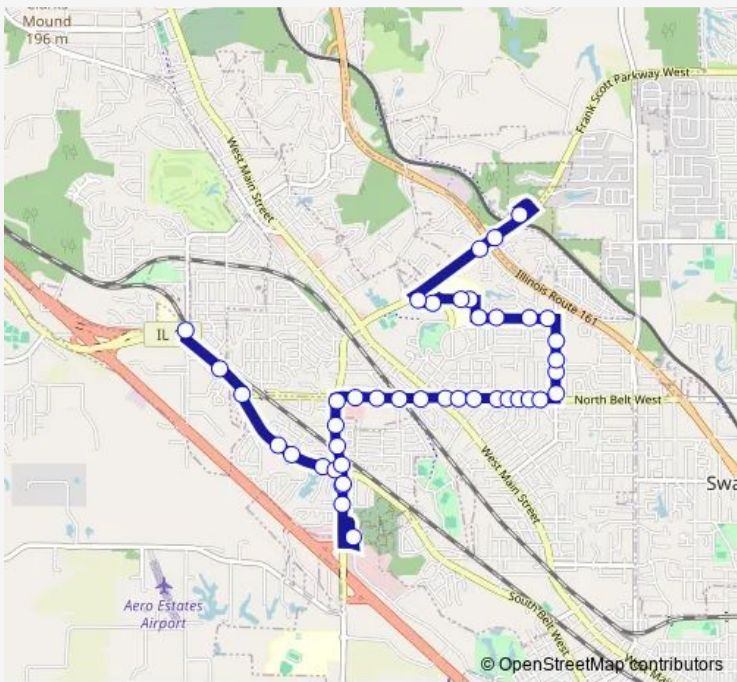 Mound
196 m
West Main Street
Frank Scott Parkway West
Illinois Route 161
IL
North Belt West
West Main Street
Swa
Aero Estates
Airport
South Belt West
© OpenStreetMap contributors